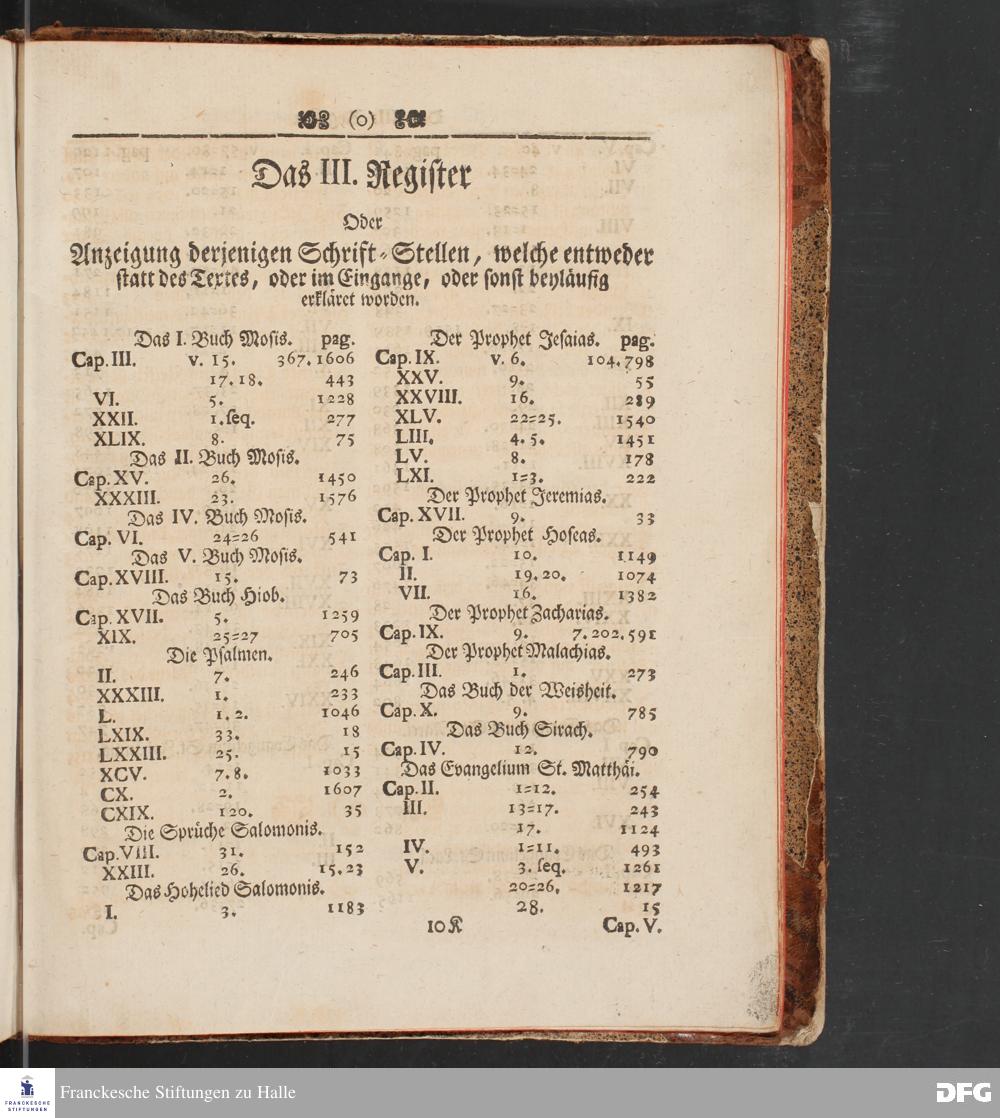 (0)
Das III. Register
Oder
Anzeigung derjenigen Schrift-Stellen, welche entweder
statt des Textes, oder im Eingange, oder sonst beyläufig
erkläret worden.
Das I. Buch Mosis. pag.
Cap. III. v. 15. 367. 1606
17. 18. 443
VI. 5. 1228
XXII. 1. seq. 277
XLIX. 8. 75
Das II. Buch Mosis.
Cap. XV. 26. 1450
XXXIII. 23. 1576
Das IV. Buch Mosis.
Cap. VI. 24=26 541
Das V. Buch Mosis.
Cap. XVIII. 15. 73
Das Buch Hiob.
Cap. XVII. 5. 1259
XIX. 25=27 705
Die Psalmen.
II. 7. 246
XXXIII. 1. 233
L. 1. 2. 1046
LXIX. 33. 18
LXXIII. 25. 15
XCV. 7. 8. 1033
CX. 2. 1607
CXIX. 120. 35
Die Sprüche Salomonis.
Cap. VIII. 31. 152
XXIII. 26. 15. 23
Das Hohelied Salomonis.
I. 3. 1183
Der Prophet Jesaias. pag.
Cap. IX. v. 6. 104. 798
XXV. 9. 55
XXVIII. 16. 289
XLV. 22=25. 1540
LIII. 4. 5. 1451
LV. 8. 178
LXI. 1=3. 222
Der Prophet Jeremias.
Cap. XVII. 9. 33
Der Prophet Hoseas.
Cap. I. 10. 1149
II. 19. 20. 1074
VII. 16. 1382
Der Prophet Zacharias.
Cap. IX. 9. 7. 202. 591
Der Prophet Malachias.
Cap. III. 1. 273
Das Buch der Weisheit.
Cap. X. 9. 785
Das Buch Sirach.
Cap. IV. 12. 790
Das Evangelium St. Matthäi.
Cap. II. 1=12. 254
III. 13=17. 243
17. 1124
IV. 1=11. 493
V. 3. seq. 1261
20=26. 1217
28. 15
10 K Cap. V.
FRANCKESCHE
STIFTUNGEN
Franckesche Stiftungen zu Halle
DFG